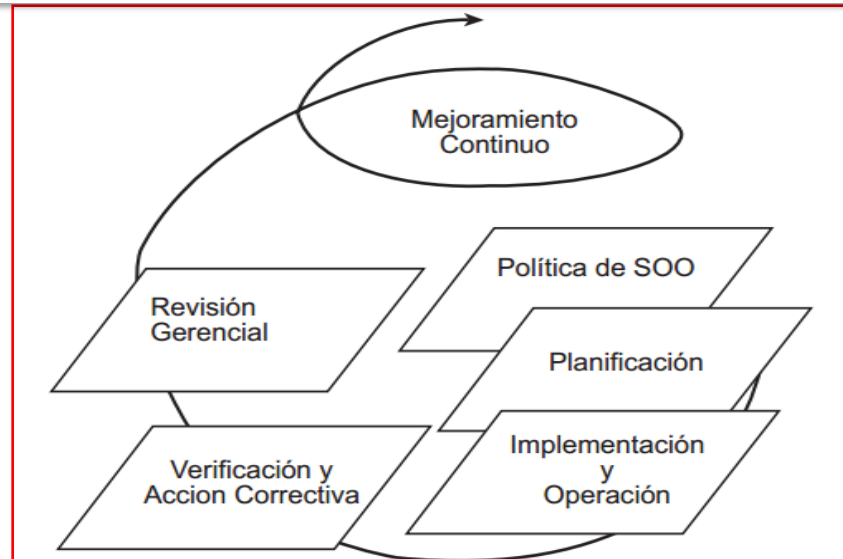 Mejoramiento
Continuo
Política de SOO
Revisión
Gerencial
Planificación
Implementación
y
Operación
Verificación y
Accion Correctiva